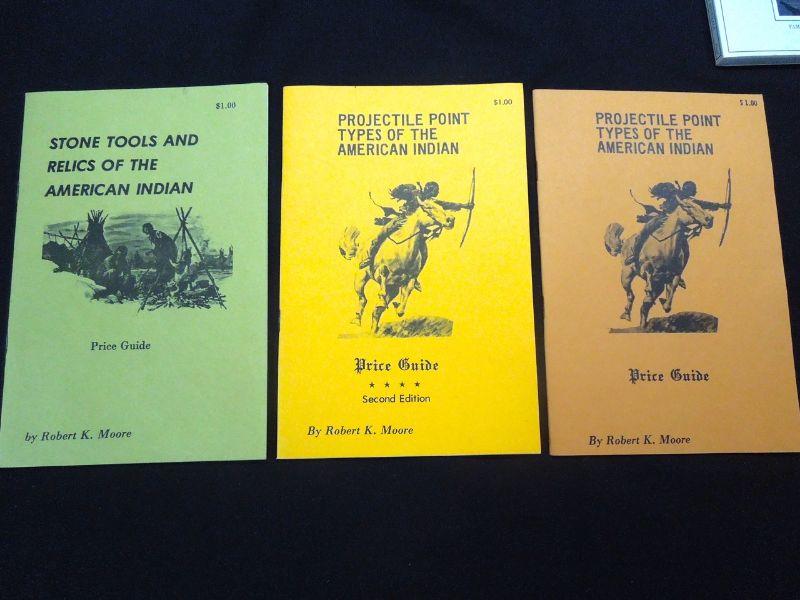 $1.00
STONE TOOLS AND
RELICS OF THE
AMERICAN INDIAN
Price Guide
by Robert K. Moore
$1.00
PROJECTILE POINT
TYPES OF THE
AMERICAN INDIAN
Price Guide
★ ★ ★ ★
Second Edition
By Robert K. Moore
$1.00
PROJECTILE POINT
TYPES OF THE
AMERICAN INDIAN
Price Guide
By Robert K. Moore